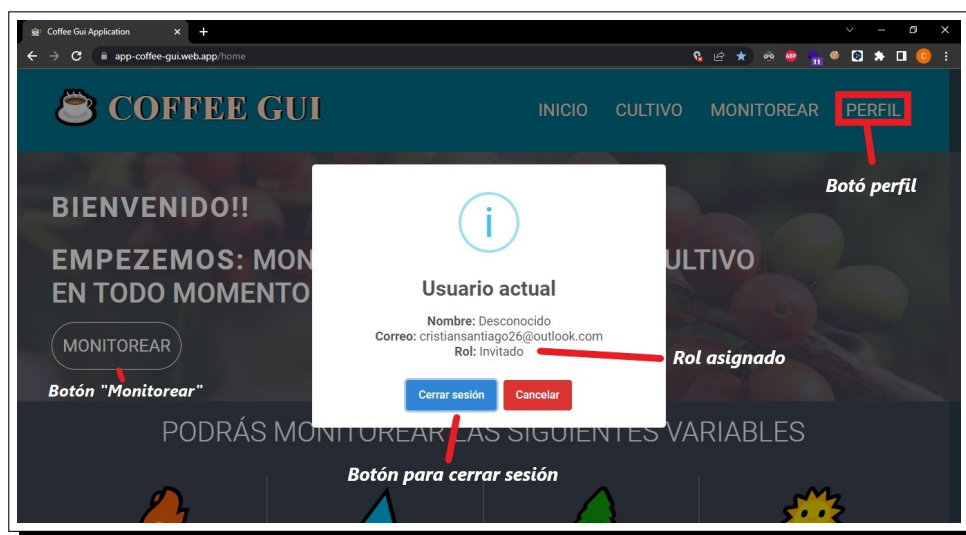 Coffee Gui Application
app-coffee-gui.web.app/home
11
COFFEE GUI
INICIO CULTIVO MONITOREAR PERFIL
Botó perfil
BIENVENIDO!!
EMPEZEMOS: MON ULTIVO
EN TODO MOMENTO
Usuario actual
Nombre: Desconocido
Correo: cristiansantiago26@outlook.com
Rol: Invitado
Rol asignado
MONITOREAR
Botón "Monitorear"
Cerrar sesión Cancelar
PODRÁS MONITOREAR LAS SIGUIENTES VARIABLES
Botón para cerrar sesión